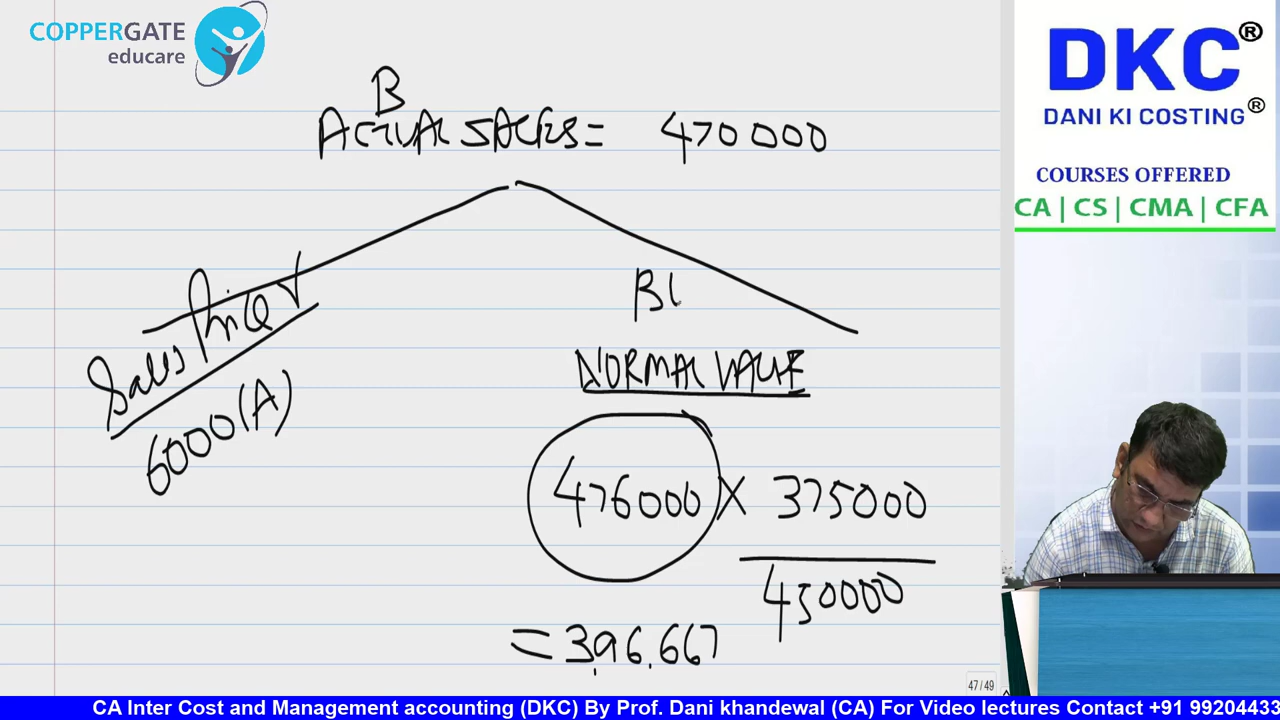 COPPERGATE
educare
B
ACTUAL SALES = 470000
Sales Price V
6000 (A)
B
NORMAL VALUE
476000 X 375000
450000
= 396,667
47 / 49
DKC®
DANI KI COSTING®
COURSES OFFERED
CA | CS | CMA | CFA
CA Inter Cost and Management accounting (DKC) By Prof. Dani khandewal (CA) For Video lectures Contact +91 99204433